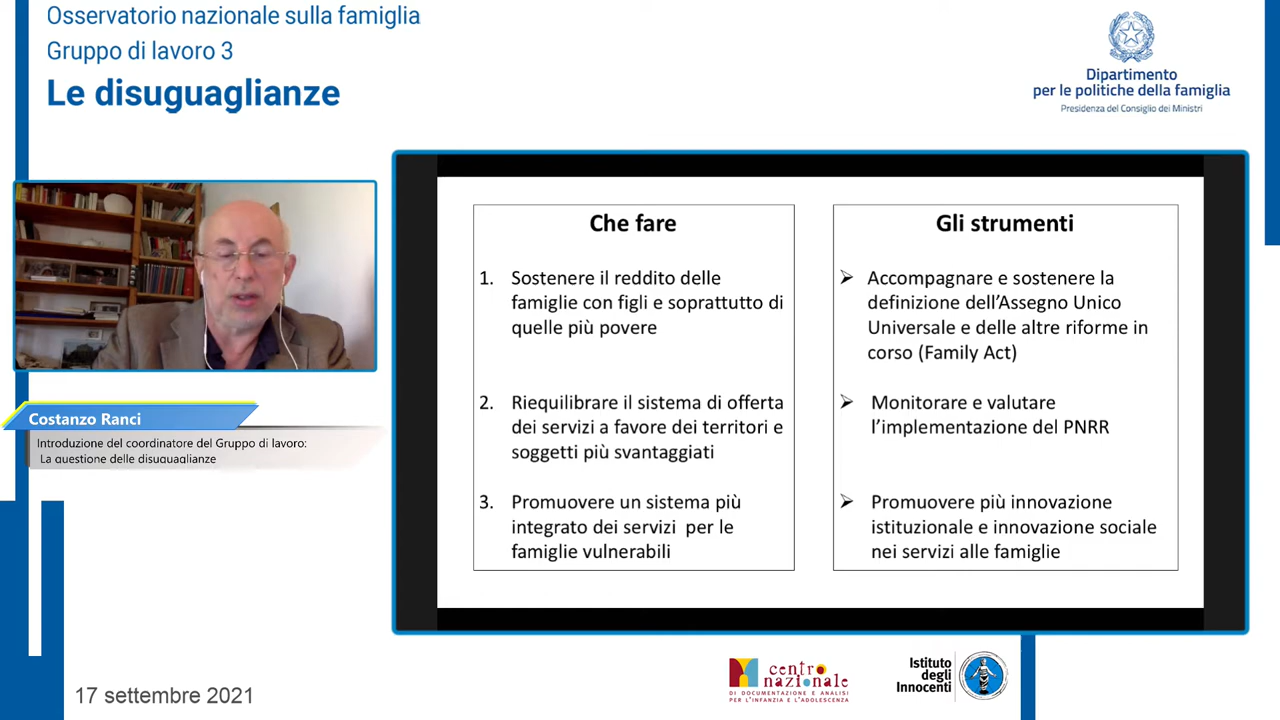 Osservatorio nazionale sulla famiglia
Gruppo di lavoro 3
Le disuguaglianze
Dipartimento
per le politiche della famiglia
Presidenza del Consiglio dei Ministri
Costanzo Ranci
Introduzione del coordinatore del Gruppo di lavoro:
La questione delle disuguaglianze
Che fare
1. Sostenere il reddito delle
famiglie con figli e soprattutto di
quelle più povere
2. Riequilibrare il sistema di offerta
dei servizi a favore dei territori e
soggetti più svantaggiati
3. Promuovere un sistema più
integrato dei servizi per le
famiglie vulnerabili
Gli strumenti
➢ Accompagnare e sostenere la
definizione dell’Assegno Unico
Universale e delle altre riforme in
corso (Family Act)
➢ Monitorare e valutare
l’implementazione del PNRR
➢ Promuovere più innovazione
istituzionale e innovazione sociale
nei servizi alle famiglie
17 settembre 2021
centro
nazionale
DI DOCUMENTAZIONE E ANALISI
PER L'INFANZIA E L'ADOLESCENZA
Istituto
degli
Innocenti